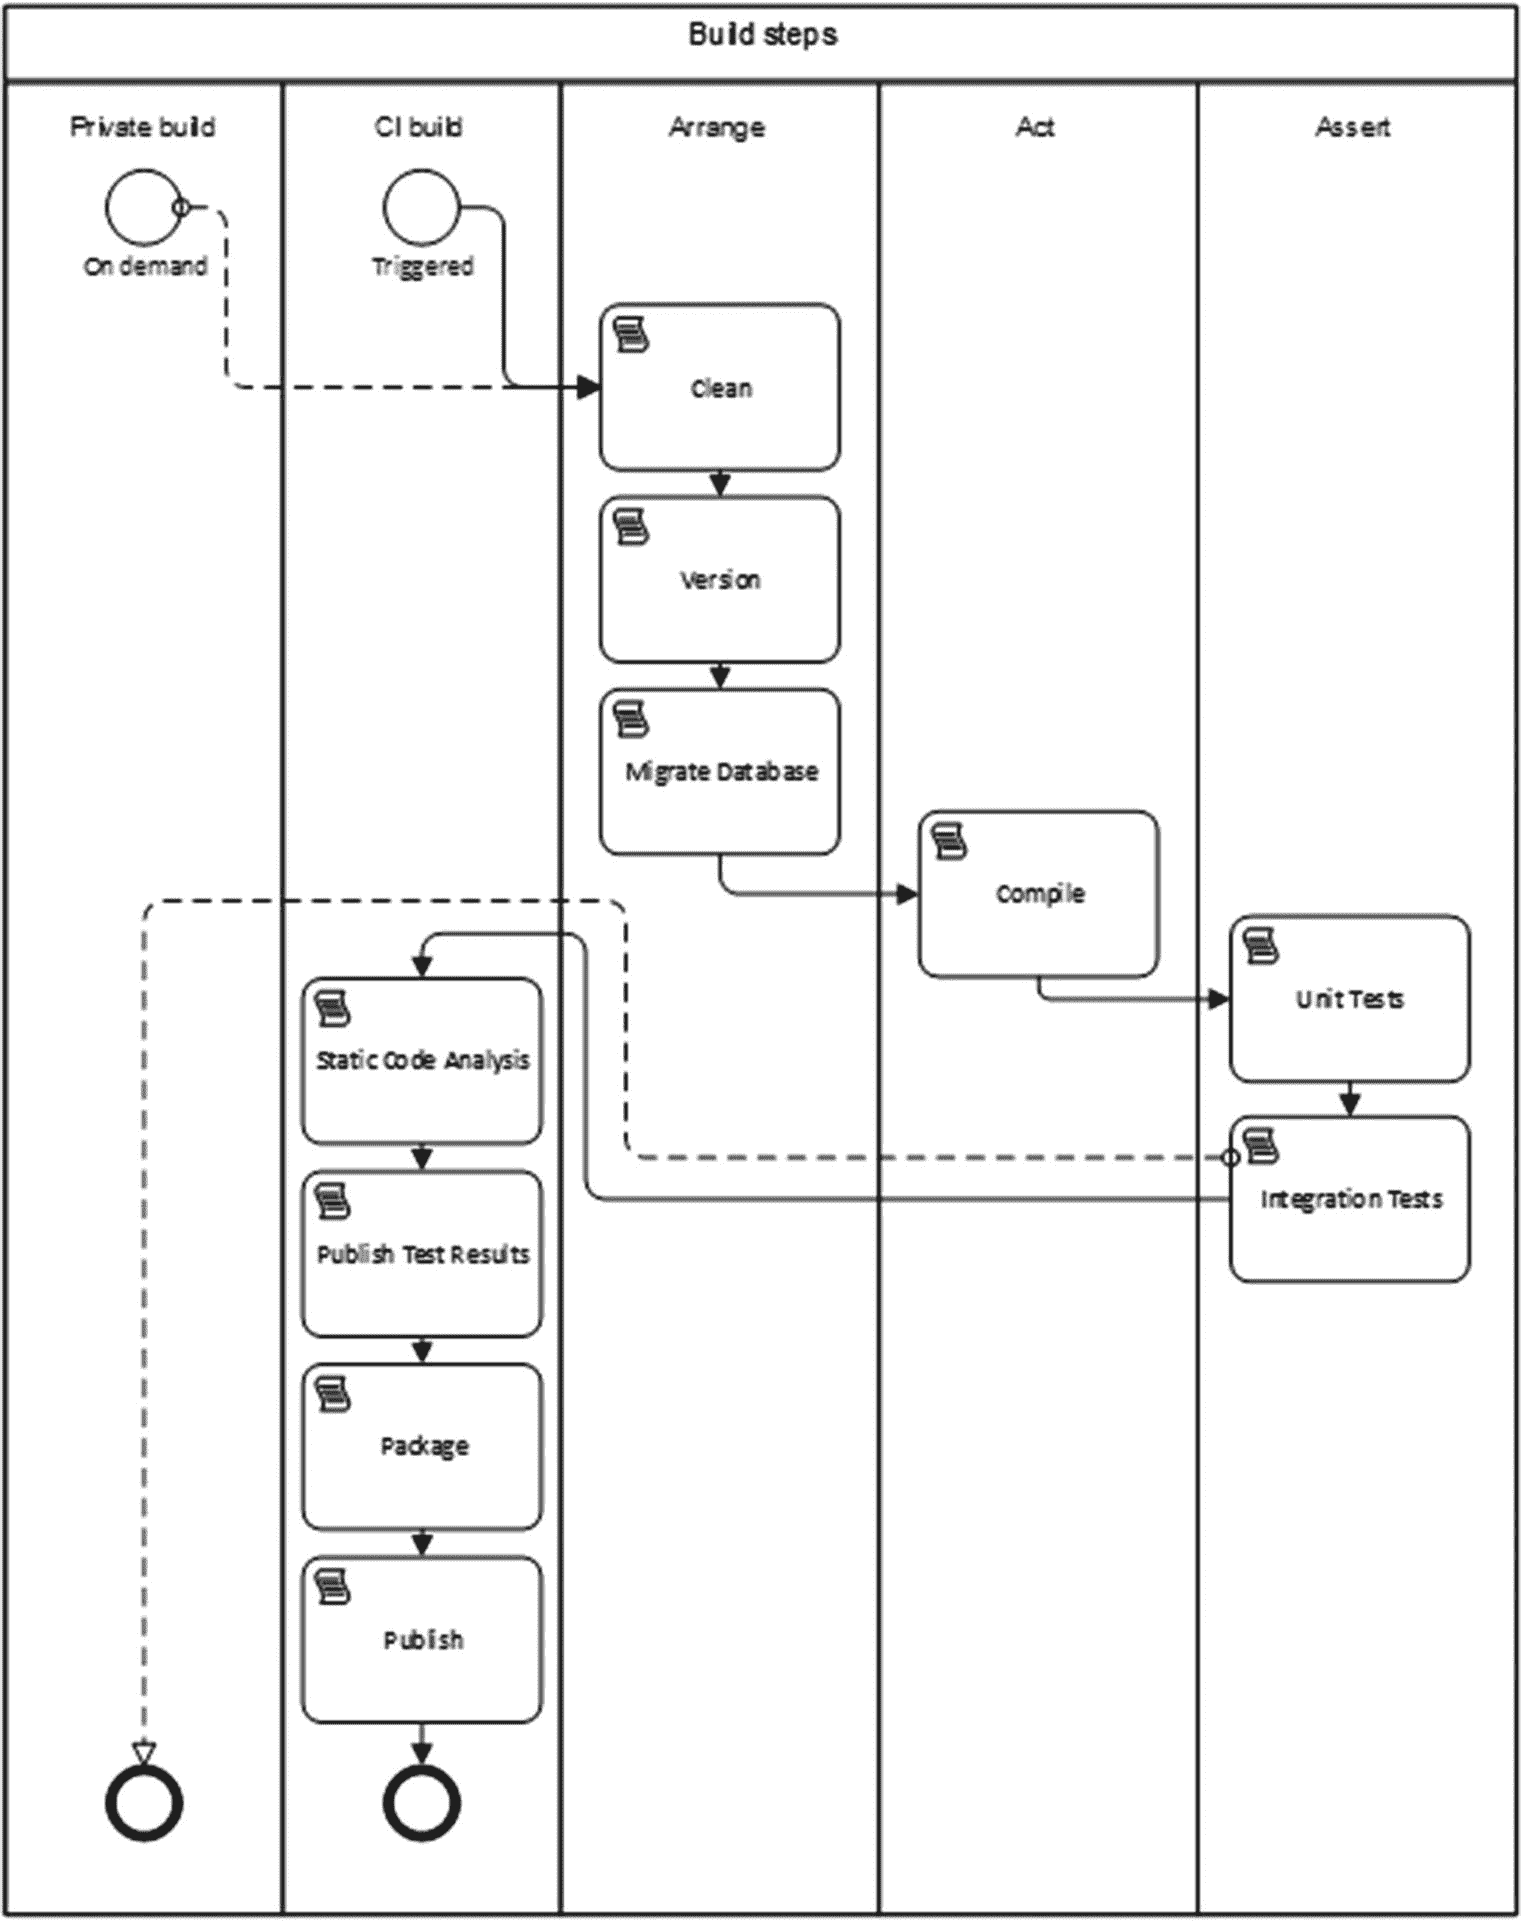 Build steps
Private build
CI build
Arrange
Act
Assert
On demand
Triggered
Clean
Version
Migrate Database
Compile
Unit Tests
Static Code Analysis
Integration Tests
Publish Test Results
Package
Publish